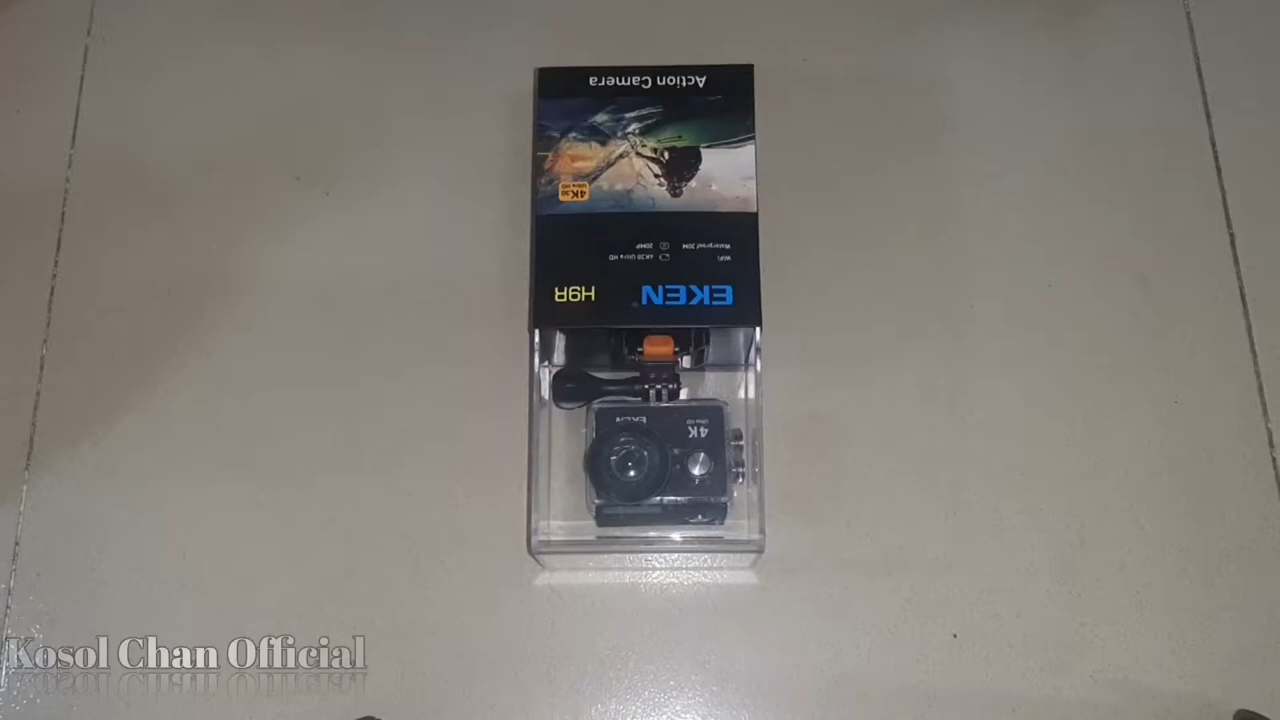 EKEN H9R
WiFi 4K30 Ultra HD
Waterproof 30M 20MP
4K30
Ultra HD
Action Camera
EKEN
4K
Ultra HD
Kosol Chan Official